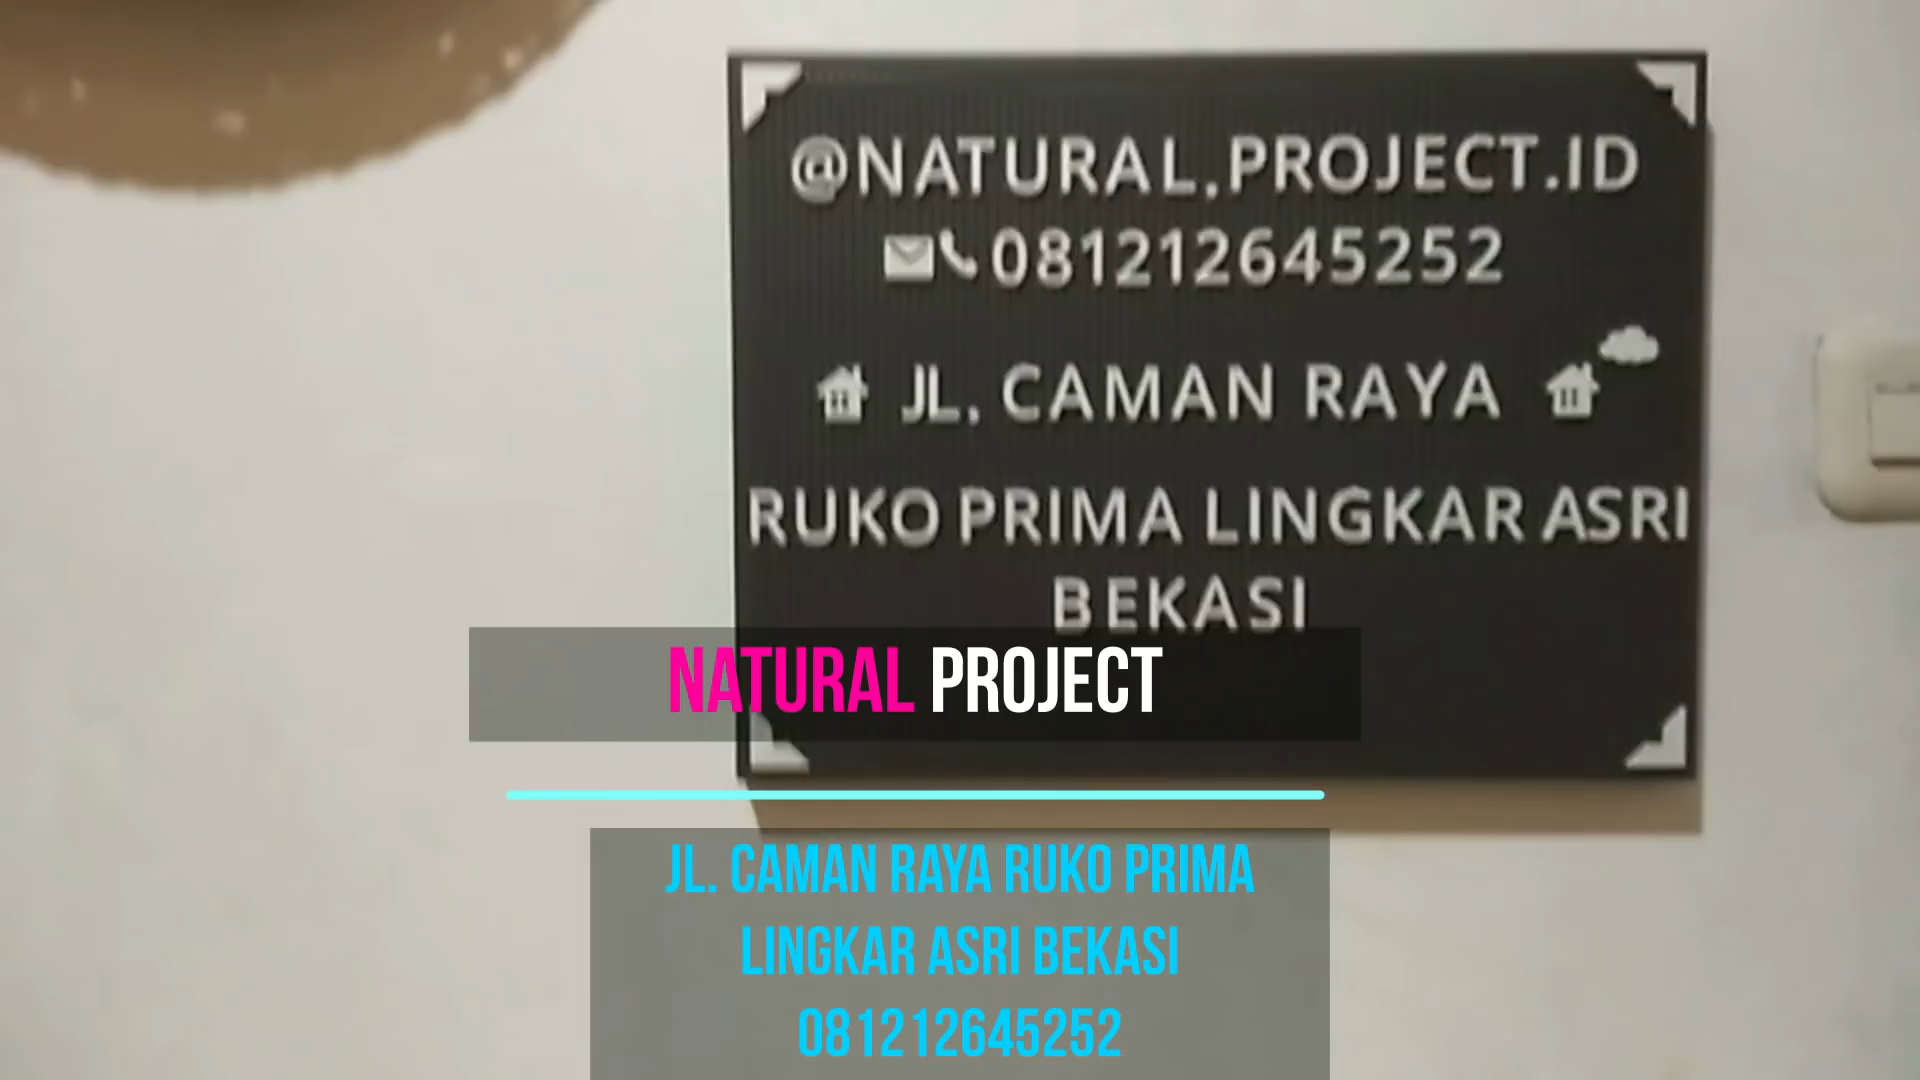 @NATURAL.PROJECT.ID
081212645252
JL. CAMAN RAYA
RUKO PRIMA LINGKAR ASRI
BEKASI
NATURAL PROJECT
JL. CAMAN RAYA RUKO PRIMA
LINGKAR ASRI BEKASI
081212645252